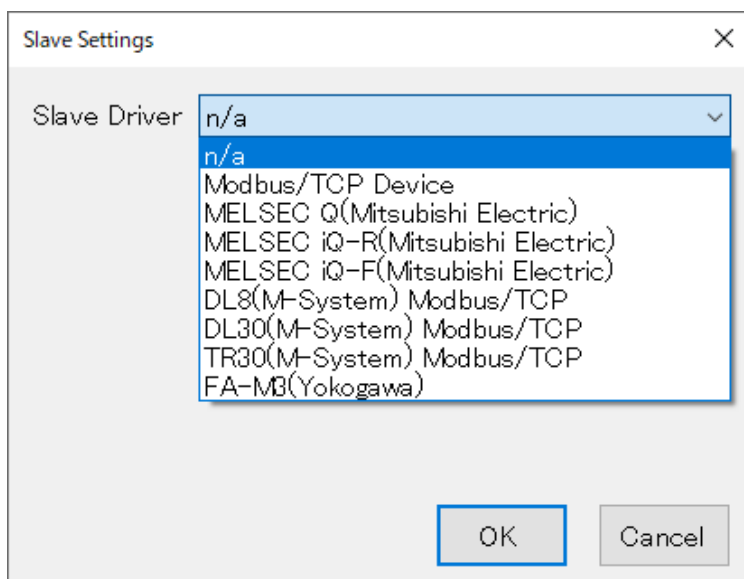 Slave Settings
Slave Driver n/a
n/a
Modbus/TCP Device
MELSEC Q(Mitsubishi Electric)
MELSEC iQ-R(Mitsubishi Electric)
MELSEC iQ-F(Mitsubishi Electric)
DL8(M-System) Modbus/TCP
DL30(M-System) Modbus/TCP
TR30(M-System) Modbus/TCP
FA-M3(Yokogawa)
OK Cancel